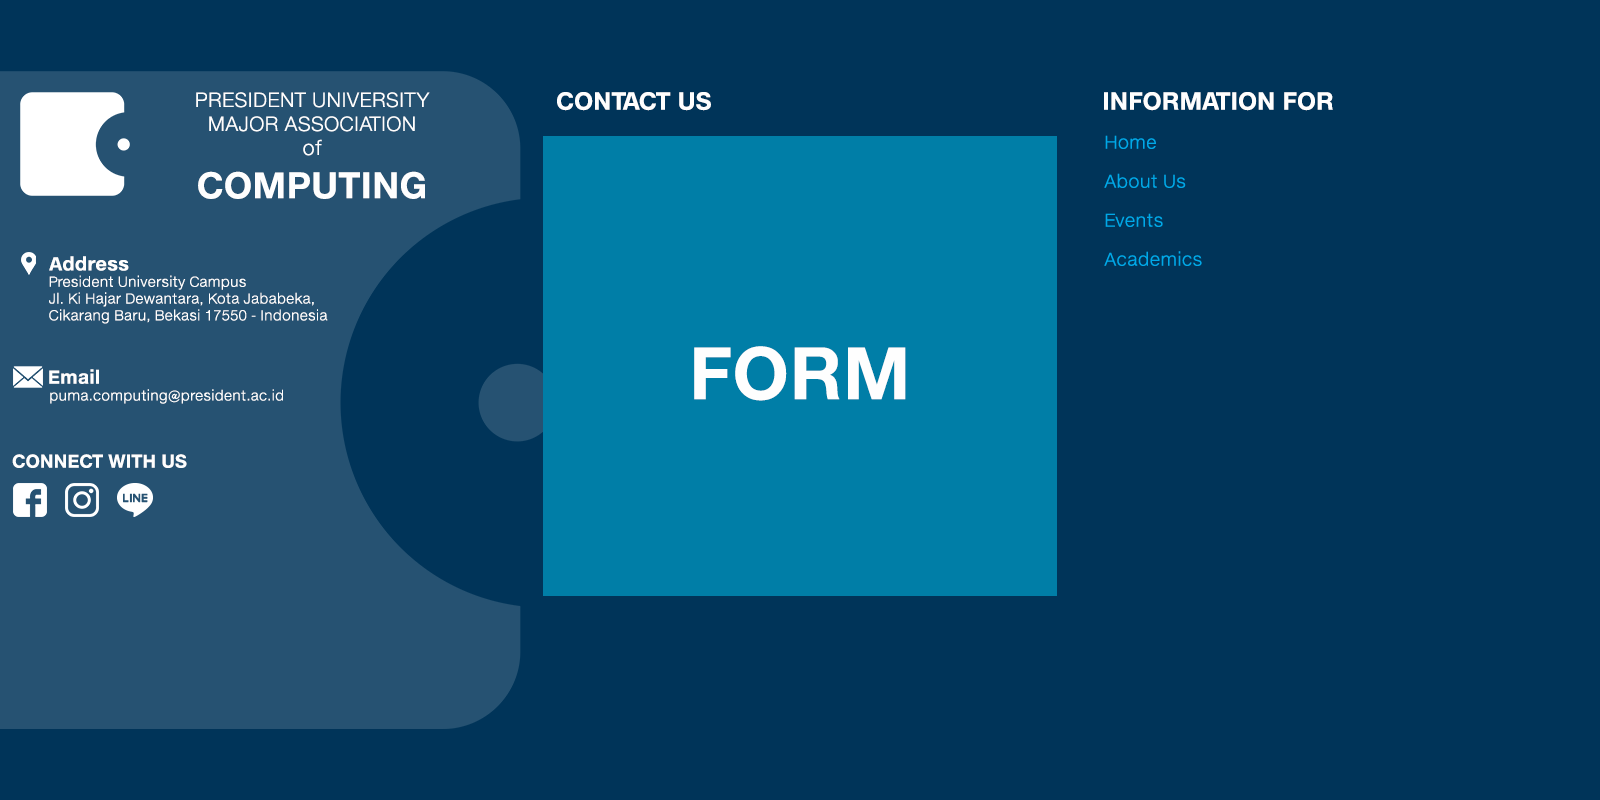 PRESIDENT UNIVERSITY
MAJOR ASSOCIATION
of
COMPUTING
Address
President University Campus
Jl. Ki Hajar Dewantara, Kota Jababeka,
Cikarang Baru, Bekasi 17550 - Indonesia
Email
puma.computing@president.ac.id
CONNECT WITH US
LINE
CONTACT US
FORM
INFORMATION FOR
Home
About Us
Events
Academics